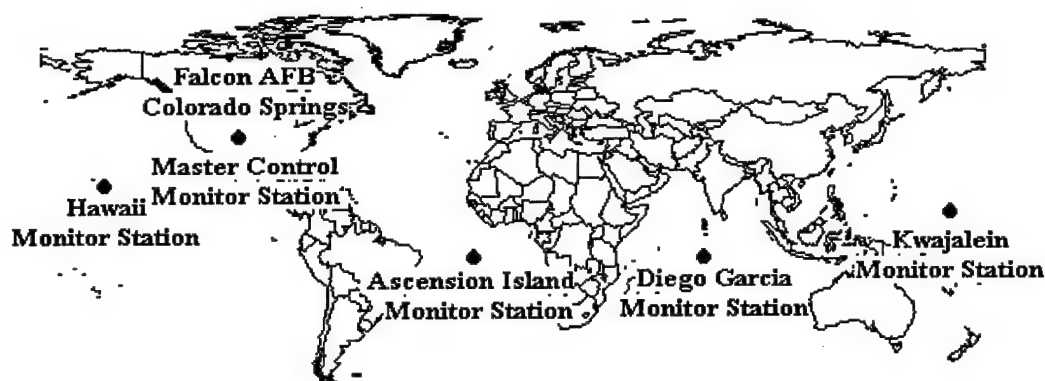 Falcon AFB
Colorado Springs
Master Control
Monitor Station
Hawaii
Monitor Station
Ascension Island
Monitor Station
Diego Garcia
Monitor Station
Kwajalein
Monitor Station